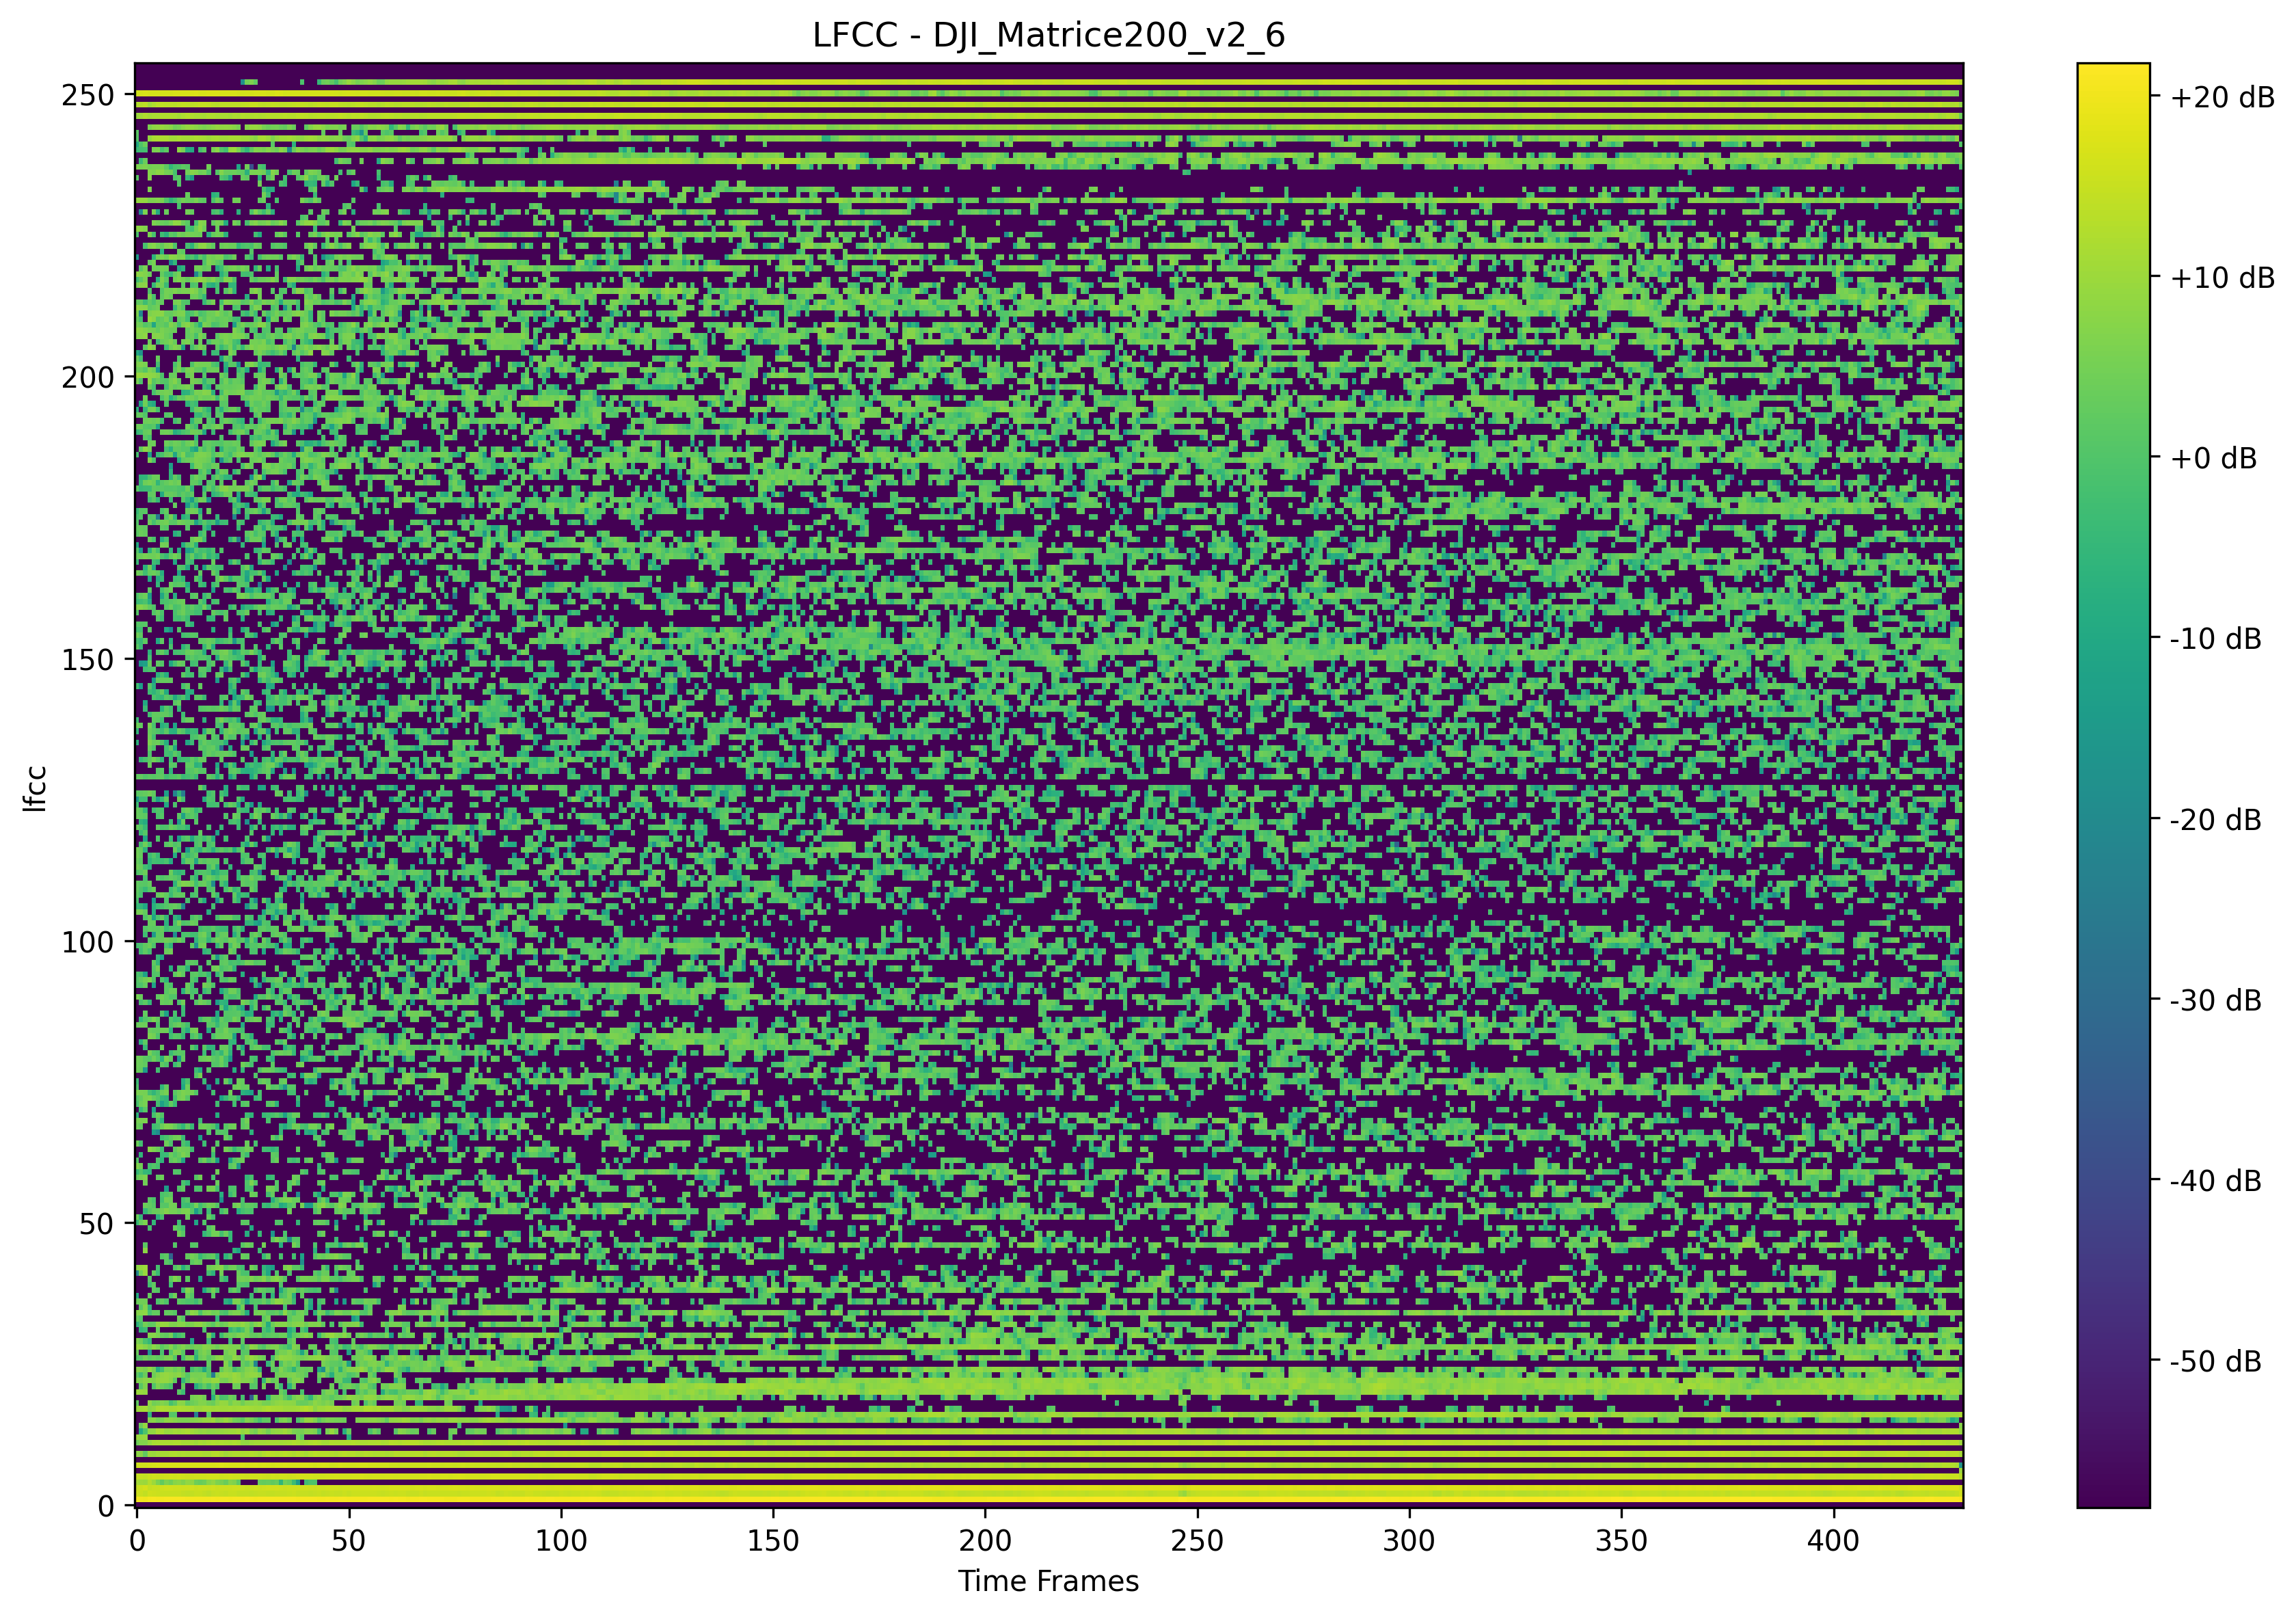 LFCC - DJI_Matrice200_v2_6
250
200
150
100
50
0
lfcc
0 50 100 150 200 250 300 350 400
Time Frames
+20 dB
+10 dB
+0 dB
-10 dB
-20 dB
-30 dB
-40 dB
-50 dB